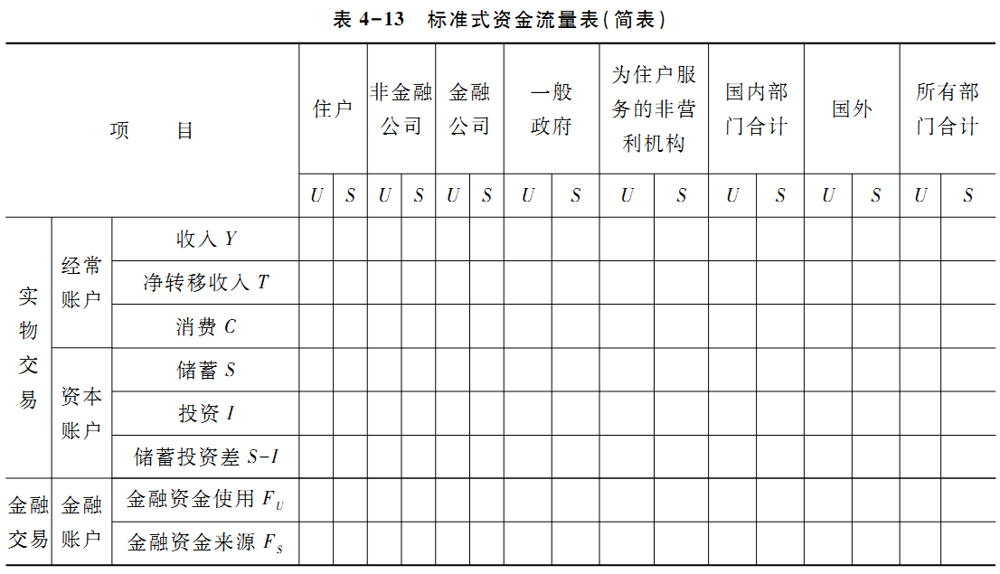 表 4-13 标准式资金流量表(简表)
项 目
住户
非金融
公司
金融
公司
一般
政府
为住户服
务的非营
利机构
国内部
门合计
国外
所有部
门合计
U S U S U S U S U S U S U S U S
实物交易
经常
账户
收入 Y
净转移收入 T
消费 C
资本
账户
储蓄 S
投资 I
储蓄投资差 S-I
金融
交易
金融
账户
金融资金使用 F_U
金融资金来源 F_S